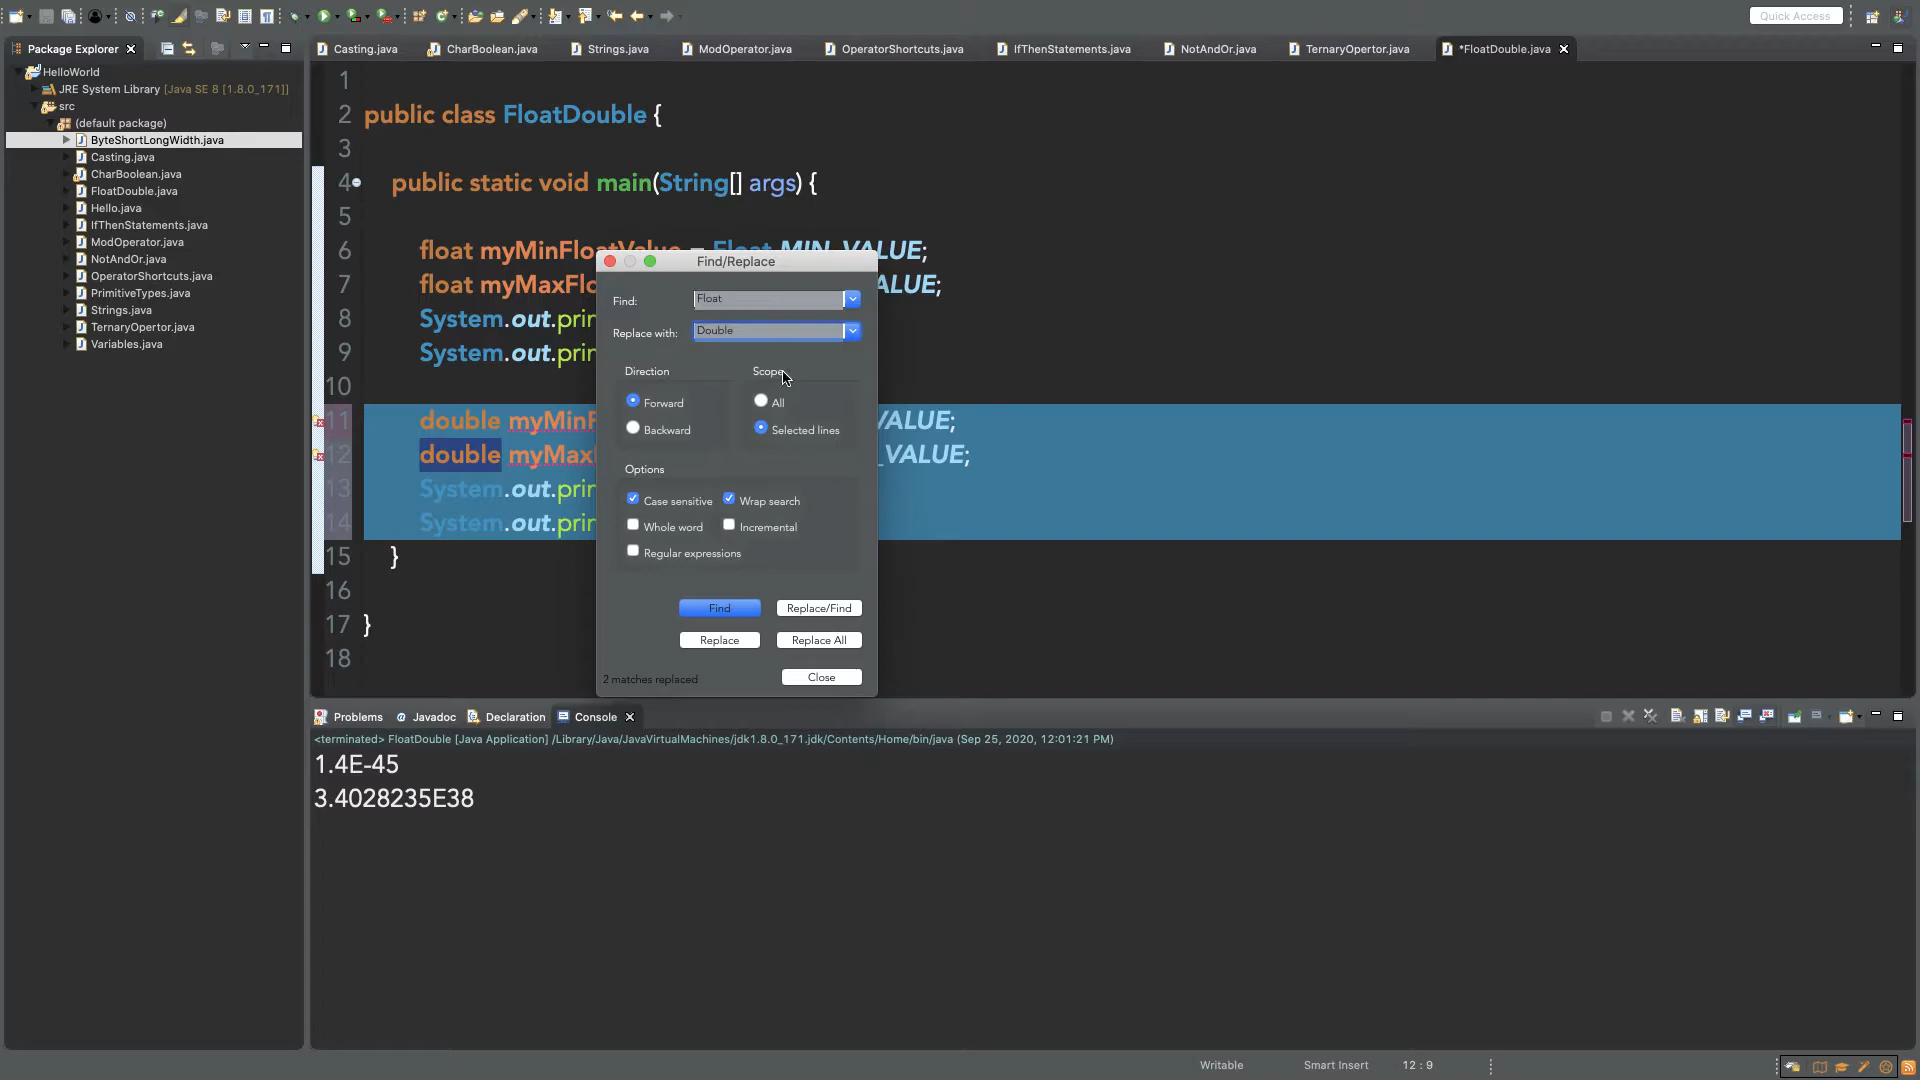 Quick Access
Package Explorer
Casting.java
CharBoolean.java
Strings.java
ModOperator.java
OperatorShortcuts.java
IfThenStatements.java
NotAndOr.java
TernaryOpertor.java
*FloatDouble.java
HelloWorld
JRE System Library [Java SE 8 [1.8.0_171]]
src
(default package)
ByteShortLongWidth.java
Casting.java
CharBoolean.java
FloatDouble.java
Hello.java
IfThenStatements.java
ModOperator.java
NotAndOr.java
OperatorShortcuts.java
PrimitiveTypes.java
Strings.java
TernaryOpertor.java
Variables.java
1
2 public class FloatDouble {
3
4 public static void main(String[] args) {
5
6 float myMinFloatValue = Float.MIN_VALUE;
7 float myMaxFlo VALUE;
8 System.out.prin
9 System.out.prin
10
11 double myMinF VALUE;
12 double myMax _VALUE;
13 System.out.prin
14 System.out.prin
15 }
16
17 }
18
Find/Replace
Find: Float
Replace with: Double
Direction
Scope
Forward
All
Backward
Selected lines
Options
Case sensitive
Wrap search
Whole word
Incremental
Regular expressions
Find
Replace/Find
Replace
Replace All
2 matches replaced
Close
Problems
@ Javadoc
Declaration
Console
<terminated> FloatDouble [Java Application] /Library/Java/JavaVirtualMachines/jdk1.8.0_171.jdk/Contents/Home/bin/java (Sep 25, 2020, 12:01:21 PM)
1.4E-45
3.4028235E38
Writable
Smart Insert
12 : 9